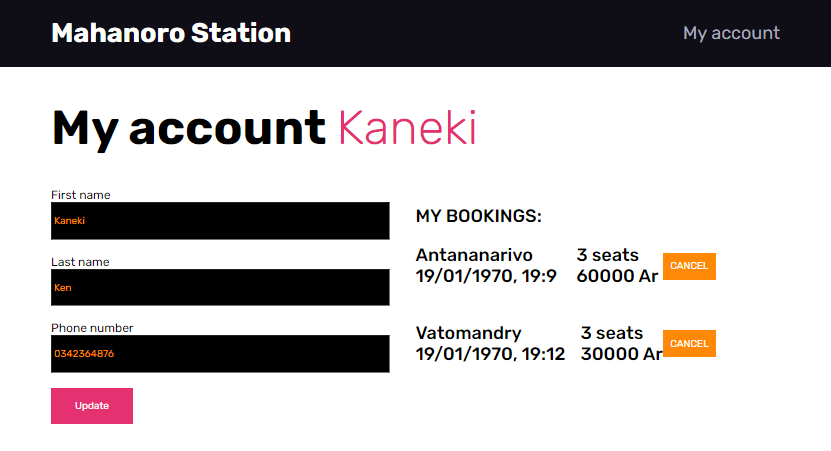 Mahanoro Station
My account
My account Kaneki
First name
Kaneki
Last name
Ken
Phone number
0342364876
Update
MY BOOKINGS:
Antananarivo 3 seats
19/01/1970, 19:9 60000 Ar
CANCEL
Vatomandry 3 seats
19/01/1970, 19:12 30000 Ar
CANCEL